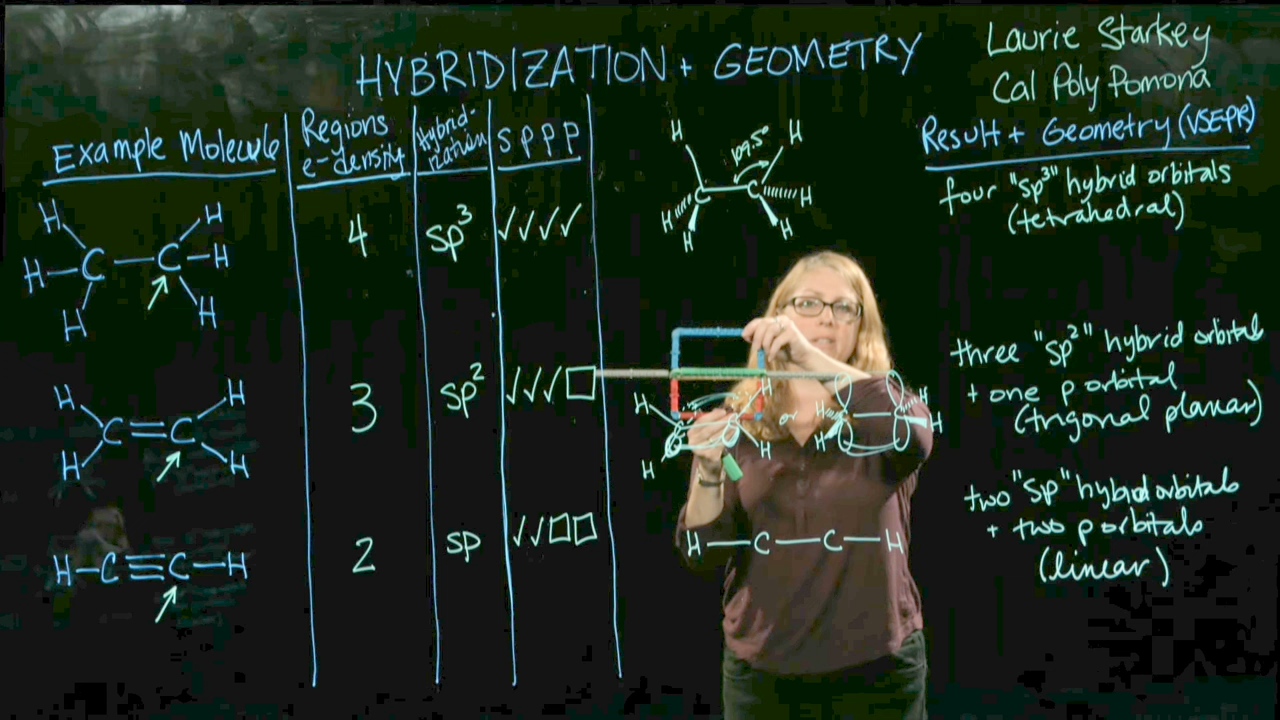 HYBRIDIZATION + GEOMETRY
Laurie Starkey
Cal Poly Pomona
Example Molecule
Regions
e-density
Hybrid-
ization
S P P P
Result + Geometry (VSEPR)
H H
H—C—C—H
H H
4
sp³
✓✓✓✓
H 109.5° H
C—C
H H H H
four "sp³" hybrid orbitals
(tetrahedral)
H H
C=C
H H
3
sp²
✓✓✓□
H H
C C
H H
or
H H
H H
three "sp²" hybrid orbitals
+ one p orbital
(trigonal planar)
H—C≡C—H
2
sp
✓✓□□
H—C—C—H
two "sp" hybrid orbitals
+ two p orbitals
(linear)